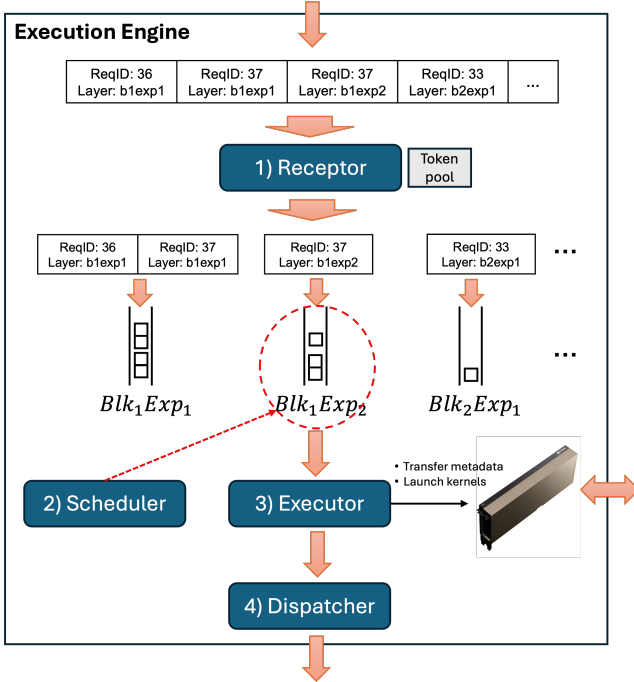 Execution Engine
ReqID: 36
Layer: b1exp1
ReqID: 37
Layer: b1exp1
ReqID: 37
Layer: b1exp2
ReqID: 33
Layer: b2exp1
...
1) Receptor
Token
pool
ReqID: 36
Layer: b1exp1
ReqID: 37
Layer: b1exp1
ReqID: 37
Layer: b1exp2
ReqID: 33
Layer: b2exp1
...
...
Blk₁Exp₁
Blk₁Exp₂
Blk₂Exp₁
• Transfer metadata
• Launch kernels
2) Scheduler
3) Executor
4) Dispatcher